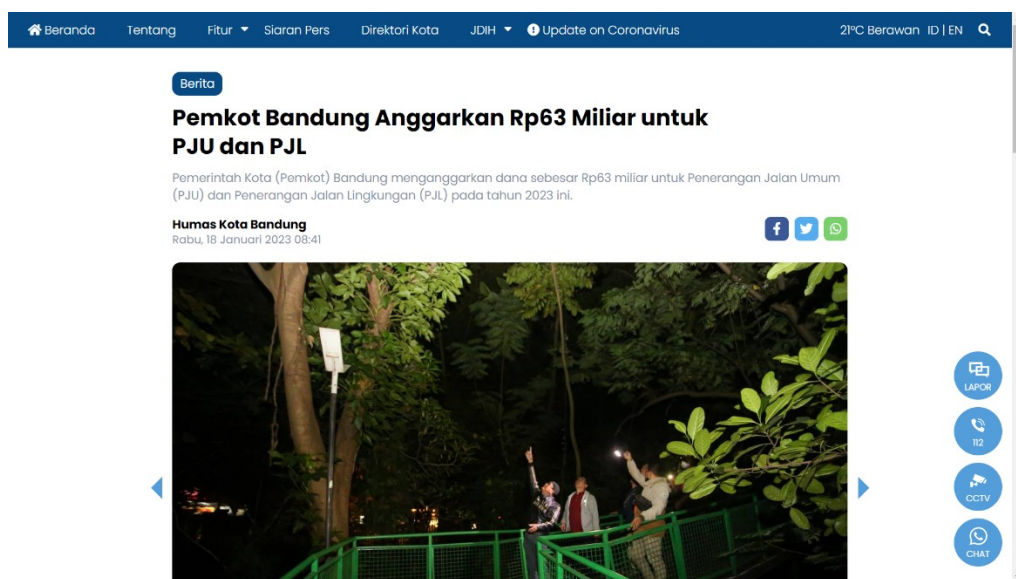 Beranda Tentang Fitur Siaran Pers Direktori Kota JDIH Update on Coronavirus 21°C Berawan ID | EN
Berita
Pemkot Bandung Anggarkan Rp63 Miliar untuk
PJU dan PJL
Pemerintah Kota (Pemkot) Bandung menganggarkan dana sebesar Rp63 miliar untuk Penerangan Jalan Umum
(PJU) dan Penerangan Jalan Lingkungan (PJL) pada tahun 2023 ini.
Humas Kota Bandung
Rabu, 18 Januari 2023 08:41
LAPOR
112
CCTV
CHAT